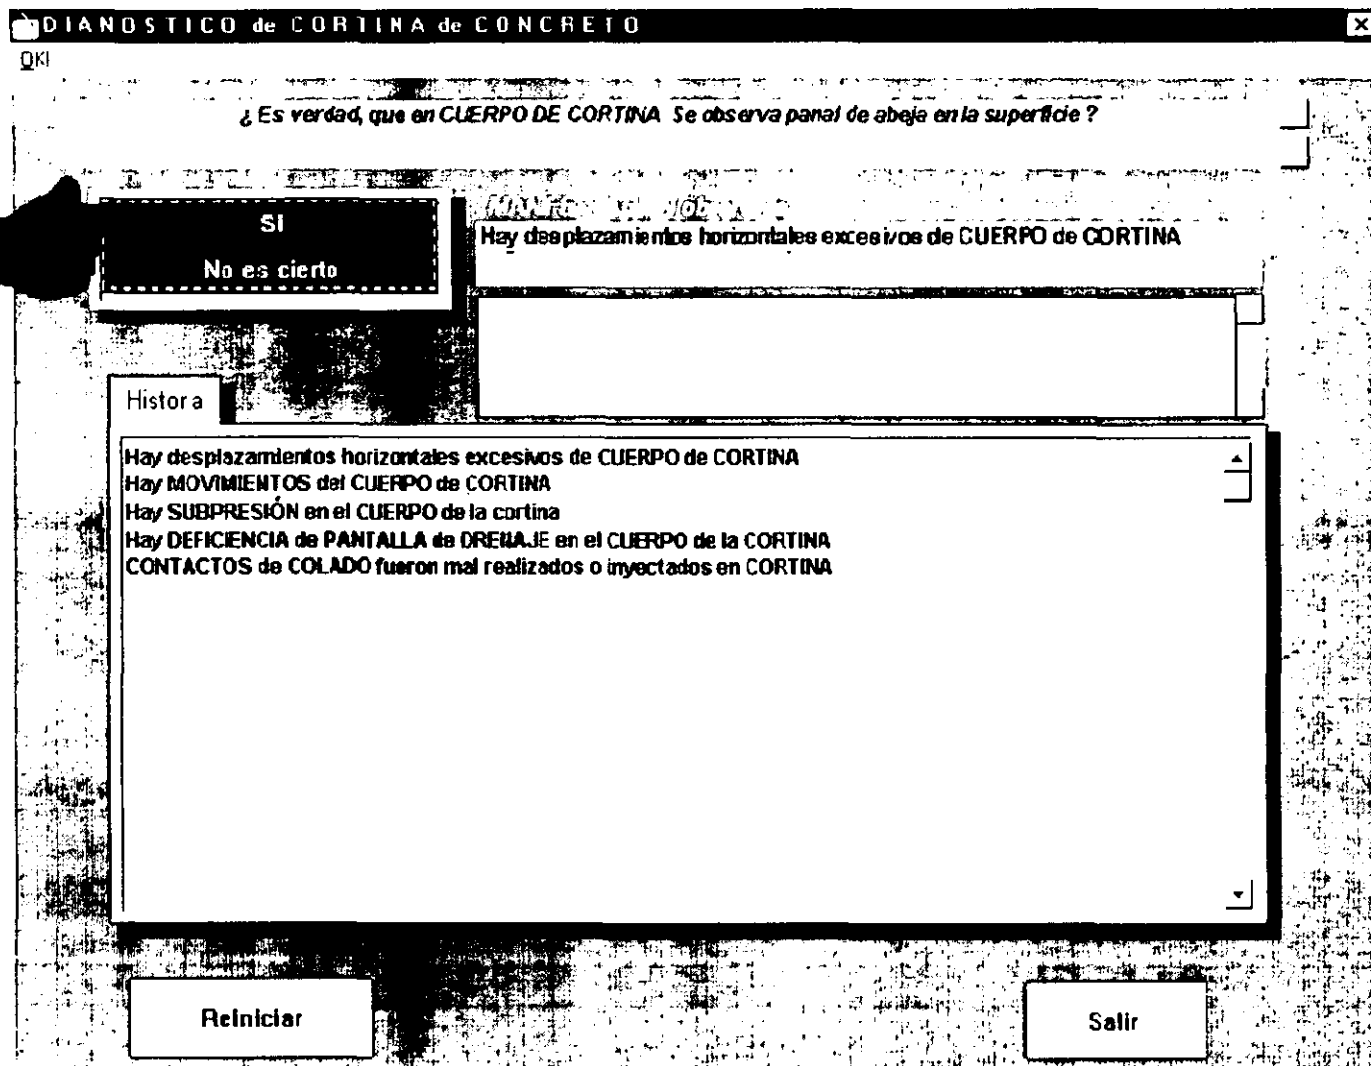 DIANOSTICO de CORTINA de CONCRETO
OKI
¿ Es verdad, que en CUERPO DE CORTINA Se observa panal de abeja en la superficie ?
SI
No es cierto
Hay desplazamientos horizontales excesivos de CUERPO de CORTINA
Histora
Hay desplazamientos horizontales excesivos de CUERPO de CORTINA
Hay MOVIMIENTOS del CUERPO de CORTINA
Hay SUBPRESIÓN en el CUERPO de la cortina
Hay DEFICIENCIA de PANTALLA de DRENAJE en el CUERPO de la CORTINA
CONTACTOS de COLADO fueron mal realizados o inyectados en CORTINA
Reiniciar
Salir